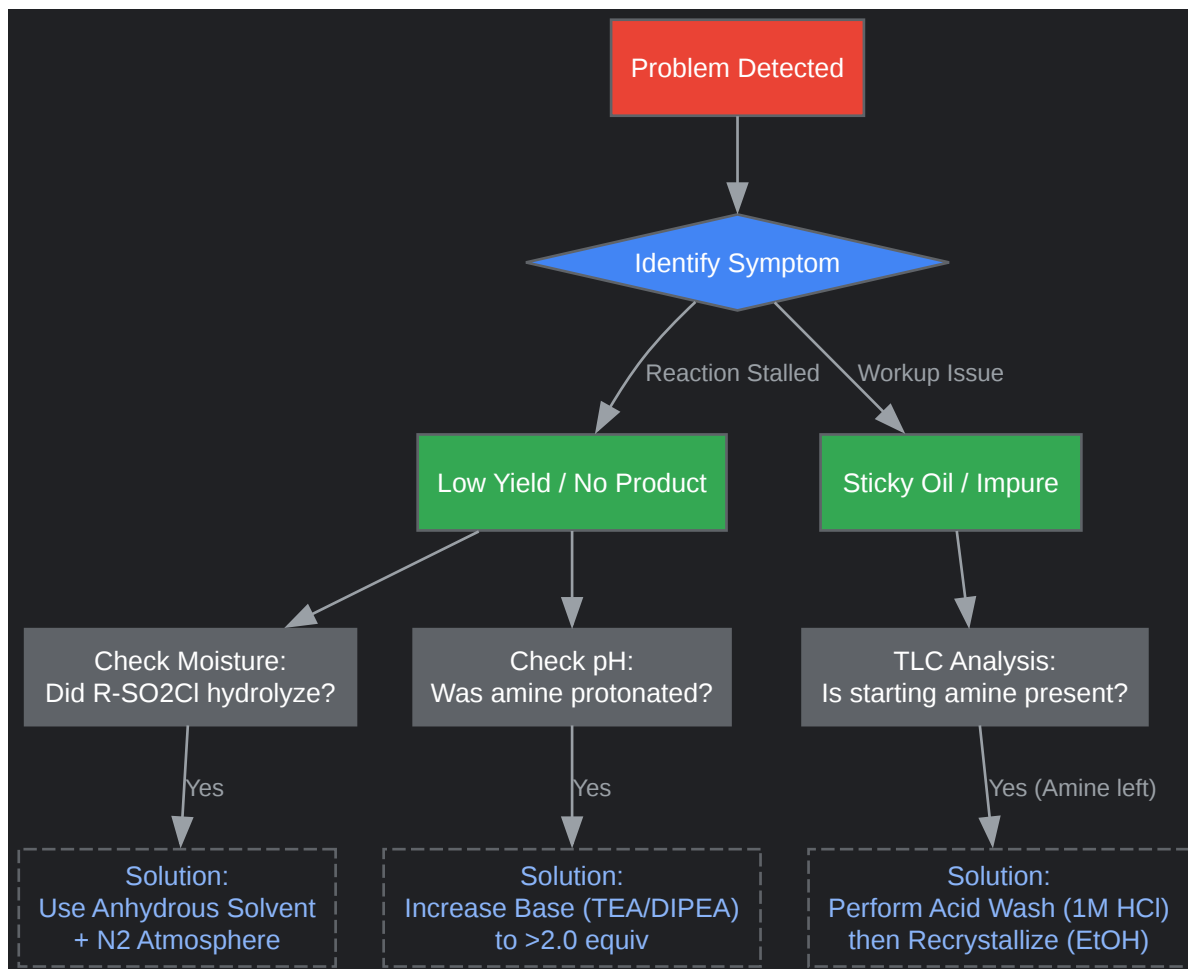 Problem Detected
Identify Symptom
Reaction Stalled
Workup Issue
Low Yield / No Product
Sticky Oil / Impure
Check Moisture:
Did R-SO2Cl hydrolyze?
Check pH:
Was amine protonated?
TLC Analysis:
Is starting amine present?
Yes
Yes
Yes (Amine left)
Solution:
Use Anhydrous Solvent
+ N2 Atmosphere
Solution:
Increase Base (TEA/DIPEA)
to >2.0 equiv
Solution:
Perform Acid Wash (1M HCl)
then Recrystallize (EtOH)